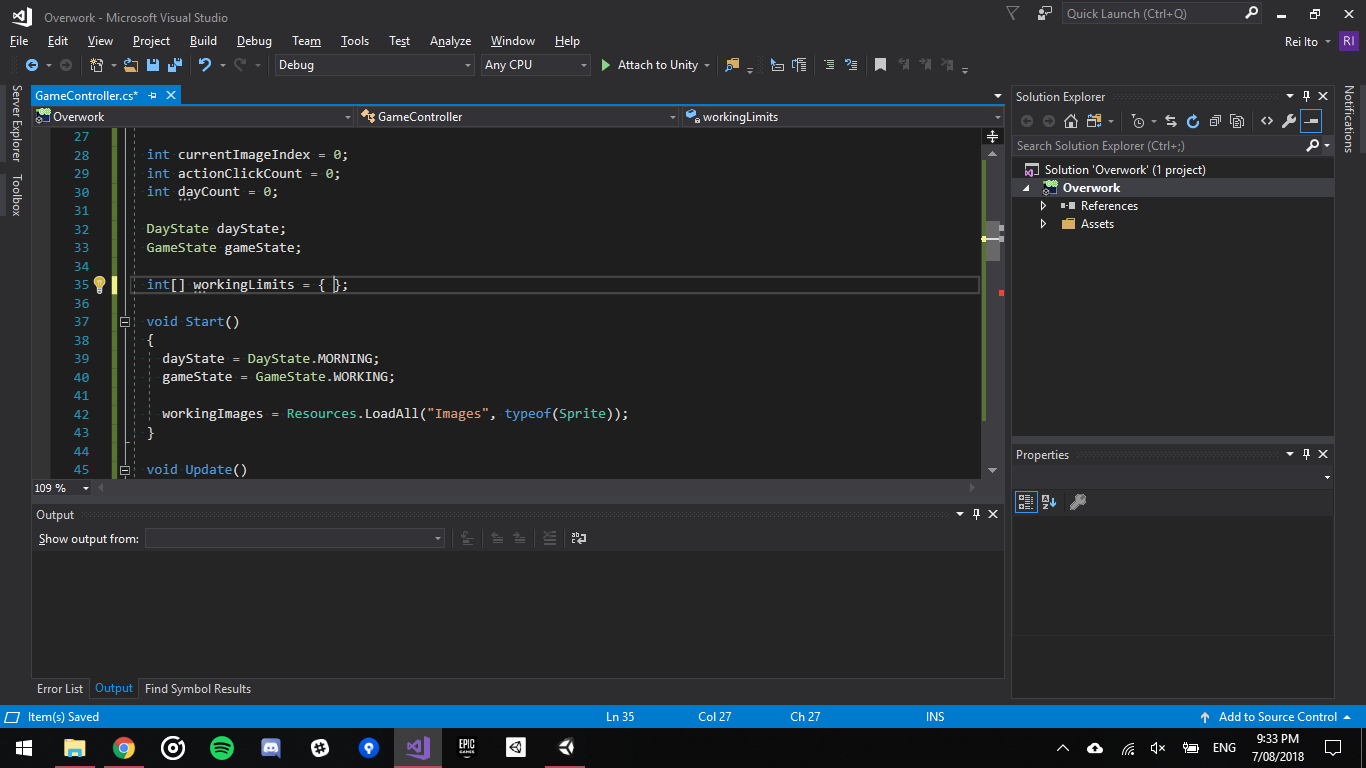 Overwork - Microsoft Visual Studio
Quick Launch (Ctrl+Q)
File Edit View Project Build Debug Team Tools Test Analyze Window Help
Rei Ito RI
Debug Any CPU Attach to Unity
Server Explorer
Toolbox
GameController.cs*
Overwork GameController workingLimits
27
28 int currentImageIndex = 0;
29 int actionClickCount = 0;
30 int dayCount = 0;
31
32 DayState dayState;
33 GameState gameState;
34
35 int[] workingLimits = { };
36
37 void Start()
38 {
39 dayState = DayState.MORNING;
40 gameState = GameState.WORKING;
41
42 workingImages = Resources.LoadAll("Images", typeof(Sprite));
43 }
44
45 void Update()
109 %
Output
Show output from:
Error List Output Find Symbol Results
Solution Explorer
Search Solution Explorer (Ctrl+;)
Solution 'Overwork' (1 project)
Overwork
References
Assets
Properties
Notifications
Item(s) Saved Ln 35 Col 27 Ch 27 INS Add to Source Control
EPIC
GAMES
ENG
9:33 PM
7/08/2018